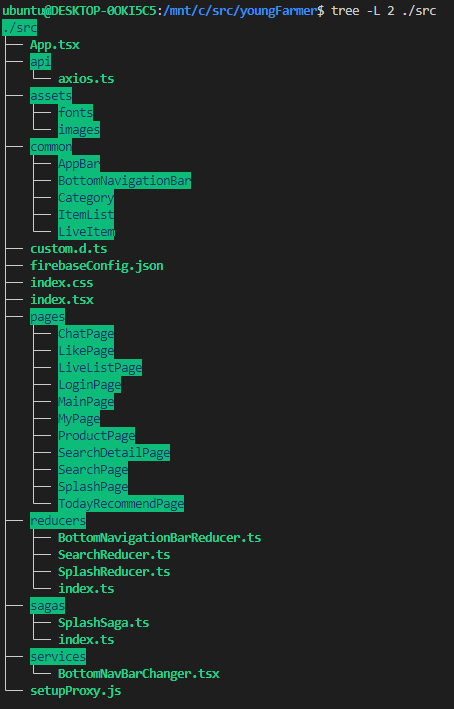 ubuntu@DESKTOP-0OKI5C5:/mnt/c/src/youngFarmer$ tree -L 2 ./src
./src
├── App.tsx
├── api
│   └── axios.ts
├── assets
│   ├── fonts
│   └── images
├── common
│   ├── AppBar
│   ├── BottomNavigationBar
│   ├── Category
│   ├── ItemList
│   └── LiveItem
├── custom.d.ts
├── firebaseConfig.json
├── index.css
├── index.tsx
├── pages
│   ├── ChatPage
│   ├── LikePage
│   ├── LiveListPage
│   ├── LoginPage
│   ├── MainPage
│   ├── MyPage
│   ├── ProductPage
│   ├── SearchDetailPage
│   ├── SearchPage
│   ├── SplashPage
│   └── TodayRecommendPage
├── reducers
│   ├── BottomNavigationBarReducer.ts
│   ├── SearchReducer.ts
│   ├── SplashReducer.ts
│   └── index.ts
├── sagas
│   ├── SplashSaga.ts
│   └── index.ts
├── services
│   └── BottomNavBarChanger.tsx
└── setupProxy.js